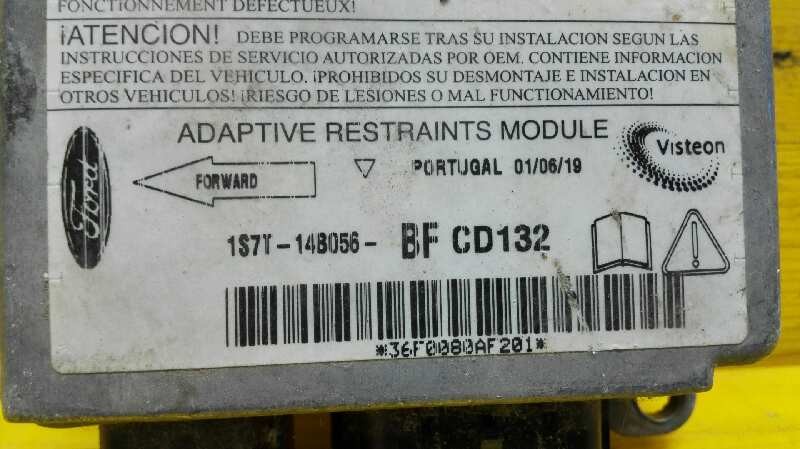 FONCTIONNEMENT DEFECTUEUX!
¡ATENCION! DEBE PROGRAMARSE TRAS SU INSTALACION SEGUN LAS
INSTRUCCIONES DE SERVICIO AUTORIZADAS POR OEM. CONTIENE INFORMACION
ESPECIFICA DEL VEHICULO. ¡PROHIBIDOS SU DESMONTAJE E INSTALACION EN
OTROS VEHICULOS! ¡RIESGO DE LESIONES O MAL FUNCTIONAMIENTO!
ADAPTIVE RESTRAINTS MODULE
Visteon
Ford
FORWARD
PORTUGAL 01/06/19
1S7T-14B056- BF CD132
*36F0080AF201*